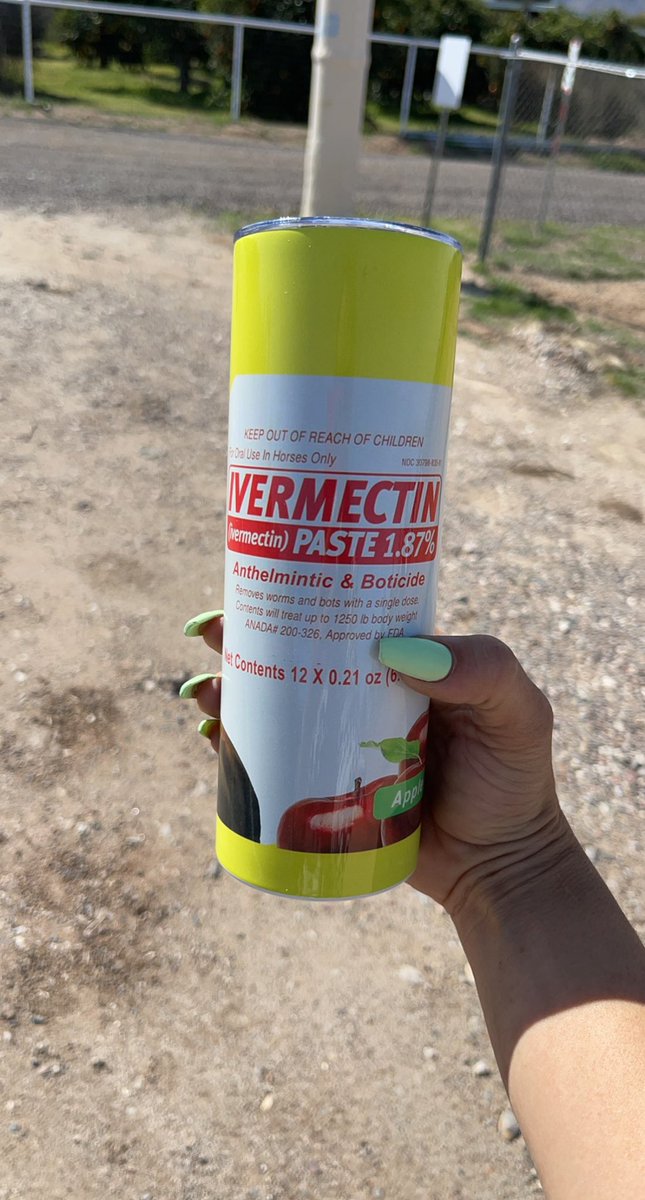 KEEP OUT OF REACH OF CHILDREN
For Oral Use In Horses Only
NDC
IVERMECTIN
(ivermectin) PASTE 1.87%
Anthelmintic & Boticide
Removes worms and bots with a single dose.
Contents will treat up to 1250 lb body weight
ANADA# 200-326, Approved by FDA
Net Contents 12 X 0.21 oz